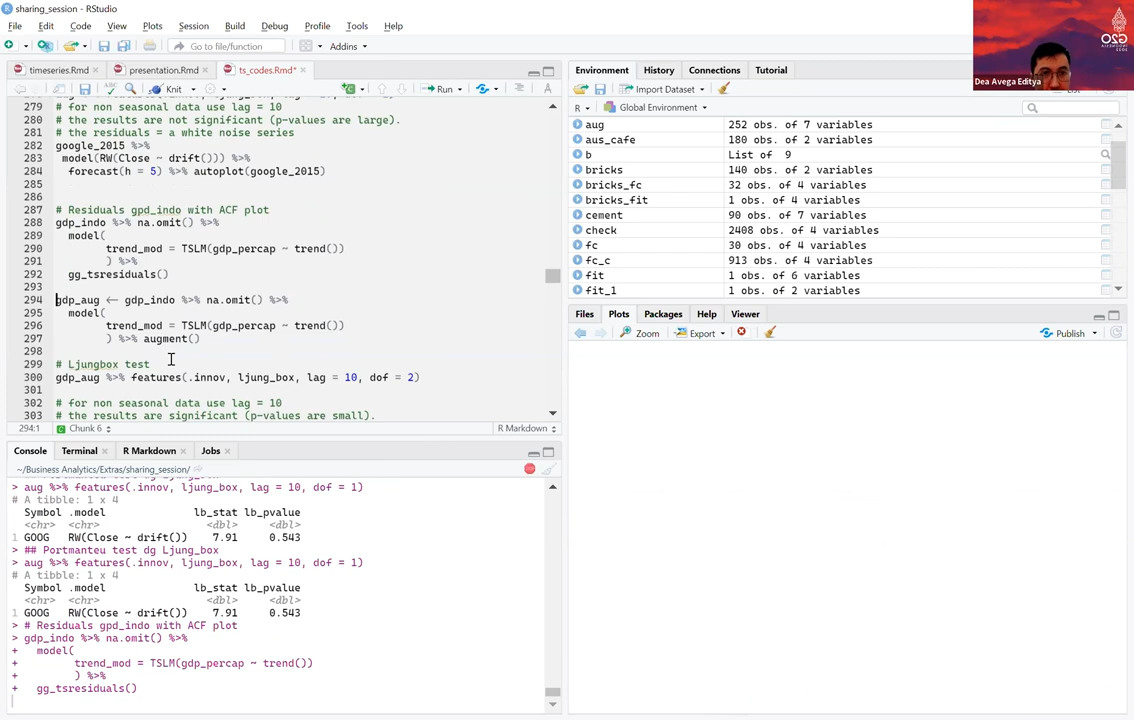 sharing_session - RStudio
File Edit Code View Plots Session Build Debug Profile Tools Help
Go to file/function Addins
timeseries.Rmd × presentation.Rmd × ts_codes.Rmd* ×
Knit Run
279
# for non seasonal data use lag = 10
280 # the results are not significant (p-values are large).
281 # the residuals = a white noise series
282 google_2015 %>%
283 model(RW(Close ~ drift())) %>%
284 forecast(h = 5) %>% autoplot(google_2015)
285
286
287 # Residuals gpd_indo with ACF plot
288 gdp_indo %>% na.omit() %>%
289 model(
290 trend_mod = TSLM(gdp_percap ~ trend())
291 ) %>%
292 gg_tsresiduals()
293
294 gdp_aug <- gdp_indo %>% na.omit() %>%
295 model(
296 trend_mod = TSLM(gdp_percap ~ trend())
297 ) %>% augment()
298
299 # Ljungbox test
300 gdp_aug %>% features(.innov, ljung_box, lag = 10, dof = 2)
301
302 # for non seasonal data use lag = 10
303 # the results are significant (p-values are small).
294:1 Chunk 6 R Markdown
Console Terminal × R Markdown × Jobs ×
~/Business Analytics/Extras/sharing_session/
> aug %>% features(.innov, ljung_box, lag = 10, dof = 1)
# A tibble: 1 x 4
Symbol .model lb_stat lb_pvalue
<chr> <chr> <dbl> <dbl>
1 GOOG RW(Close ~ drift()) 7.91 0.543
> ## Portmanteu test dg Ljung_box
> aug %>% features(.innov, ljung_box, lag = 10, dof = 1)
# A tibble: 1 x 4
Symbol .model lb_stat lb_pvalue
<chr> <chr> <dbl> <dbl>
1 GOOG RW(Close ~ drift()) 7.91 0.543
> # Residuals gpd_indo with ACF plot
> gdp_indo %>% na.omit() %>%
+ model(
+ trend_mod = TSLM(gdp_percap ~ trend())
+ ) %>%
+ gg_tsresiduals()
Environment History Connections Tutorial
Import Dataset
R Global Environment
aug 252 obs. of 7 variables
aus_cafe 180 obs. of 2 variables
b List of 9
bricks 140 obs. of 2 variables
bricks_fc 32 obs. of 4 variables
bricks_fit 1 obs. of 4 variables
cement 90 obs. of 7 variables
check 2408 obs. of 4 variables
fc 30 obs. of 4 variables
fc_c 913 obs. of 4 variables
fit 1 obs. of 6 variables
fit_1 1 obs. of 2 variables
Files Plots Packages Help Viewer
Zoom Export Publish
G20
Dea Avega Editya